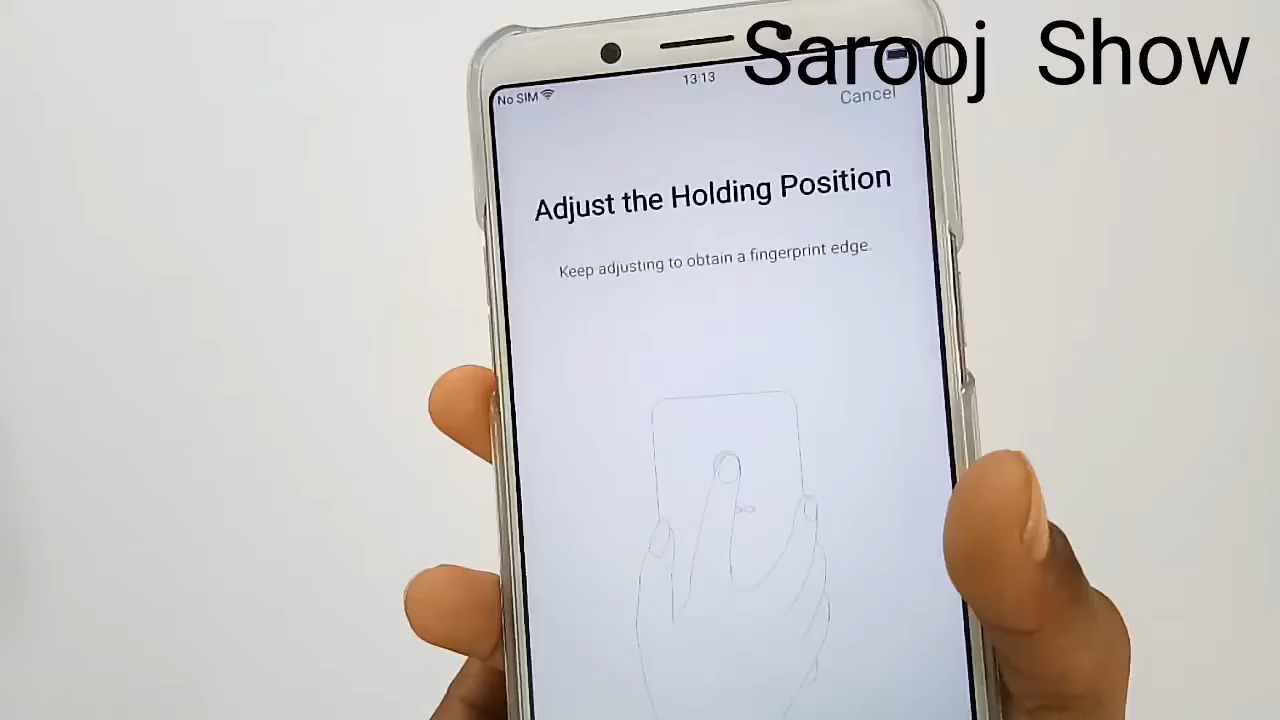 Sarooj Show
No SIM 13:13
Cancel
Adjust the Holding Position
Keep adjusting to obtain a fingerprint edge.